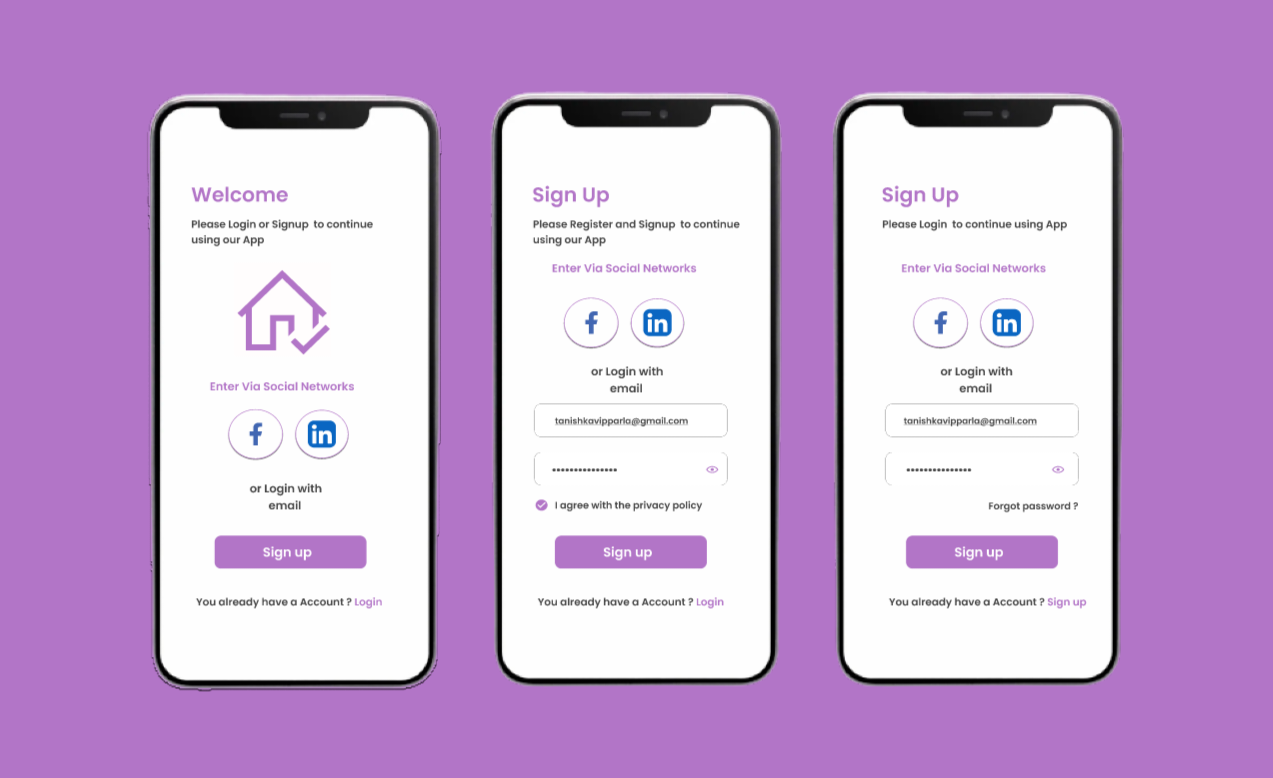 Welcome
Please Login or Signup to continue
using our App
Enter Via Social Networks
f
in
or Login with
email
Sign up
You already have a Account ? Login
Sign Up
Please Register and Signup to continue
using our App
Enter Via Social Networks
f
in
or Login with
email
tanishkavipparla@gmail.com
•••••••••••••••
I agree with the privacy policy
Sign up
You already have a Account ? Login
Sign Up
Please Login to continue using App
Enter Via Social Networks
f
in
or Login with
email
tanishkavipparla@gmail.com
•••••••••••••••
Forgot password ?
Sign up
You already have a Account ? Sign up